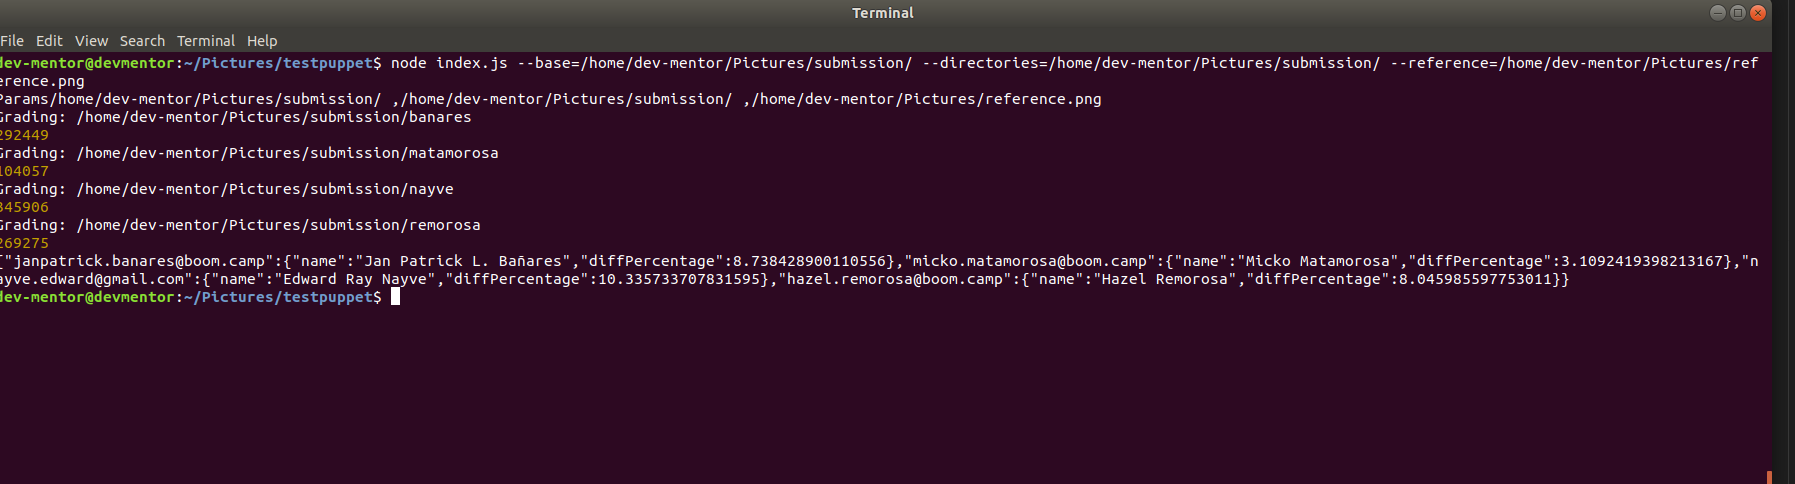 Terminal
File Edit View Search Terminal Help
dev-mentor@devmentor:~/Pictures/testpuppet$ node index.js --base=/home/dev-mentor/Pictures/submission/ --directories=/home/dev-mentor/Pictures/submission/ --reference=/home/dev-mentor/Pictures/ref
erence.png
Params/home/dev-mentor/Pictures/submission/ ,/home/dev-mentor/Pictures/submission/ ,/home/dev-mentor/Pictures/reference.png
Grading: /home/dev-mentor/Pictures/submission/banares
292449
Grading: /home/dev-mentor/Pictures/submission/matamorosa
104057
Grading: /home/dev-mentor/Pictures/submission/nayve
345906
Grading: /home/dev-mentor/Pictures/submission/remorosa
269275
{"janpatrick.banares@boom.camp":{"name":"Jan Patrick L. Bañares","diffPercentage":8.738428900110556},"micko.matamorosa@boom.camp":{"name":"Micko Matamorosa","diffPercentage":3.1092419398213167},"n
ayve.edward@gmail.com":{"name":"Edward Ray Nayve","diffPercentage":10.335733707831595},"hazel.remorosa@boom.camp":{"name":"Hazel Remorosa","diffPercentage":8.045985597753011}}
dev-mentor@devmentor:~/Pictures/testpuppet$